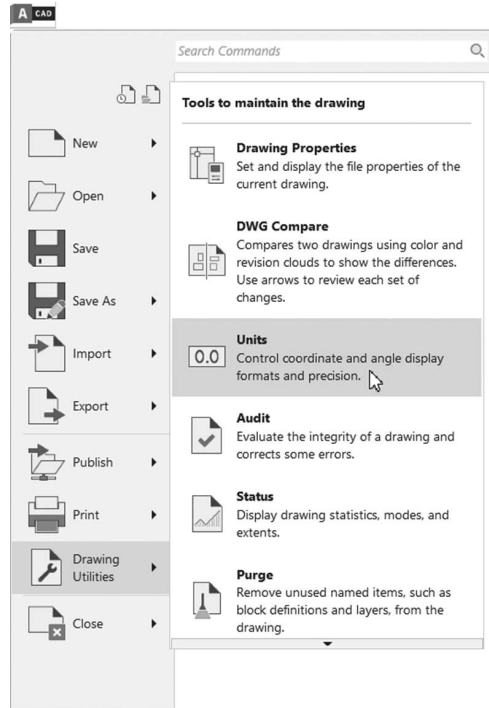 A CAD
Search Commands
New
Open
Save
Save As
Import
Export
Publish
Print
Drawing
Utilities
Close
Tools to maintain the drawing
Drawing Properties
Set and display the file properties of the
current drawing.
DWG Compare
Compares two drawings using color and
revision clouds to show the differences.
Use arrows to review each set of
changes.
0.0
Units
Control coordinate and angle display
formats and precision.
Audit
Evaluate the integrity of a drawing and
corrects some errors.
Status
Display drawing statistics, modes, and
extents.
Purge
Remove unused named items, such as
block definitions and layers, from the
drawing.